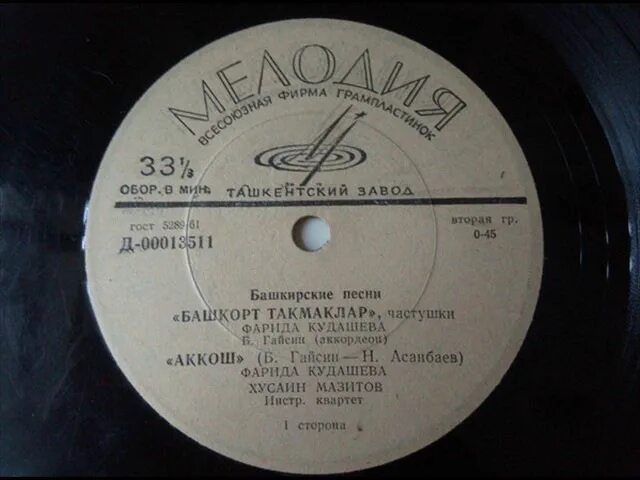 МЕЛОДИЯ
ВСЕСОЮЗНАЯ ФИРМА ГРАМПЛАСТИНОК
33⅓
ОБОР. В МИН.
ТАШКЕНТСКИЙ ЗАВОД
гост 5289-61
Д-00013511
вторая гр.
0-45
Башкирские песни
«БАШКОРТ ТАКМАКЛАР», частушки
ФАРИДА КУДАШЕВА
Б. Гайсин (аккордеон)
«АККОШ» (Б. Гайсин — Н. Асанбаев)
ФАРИДА КУДАШЕВА
ХУСАИН МАЗИТОВ
Инстр. квартет
1 сторона